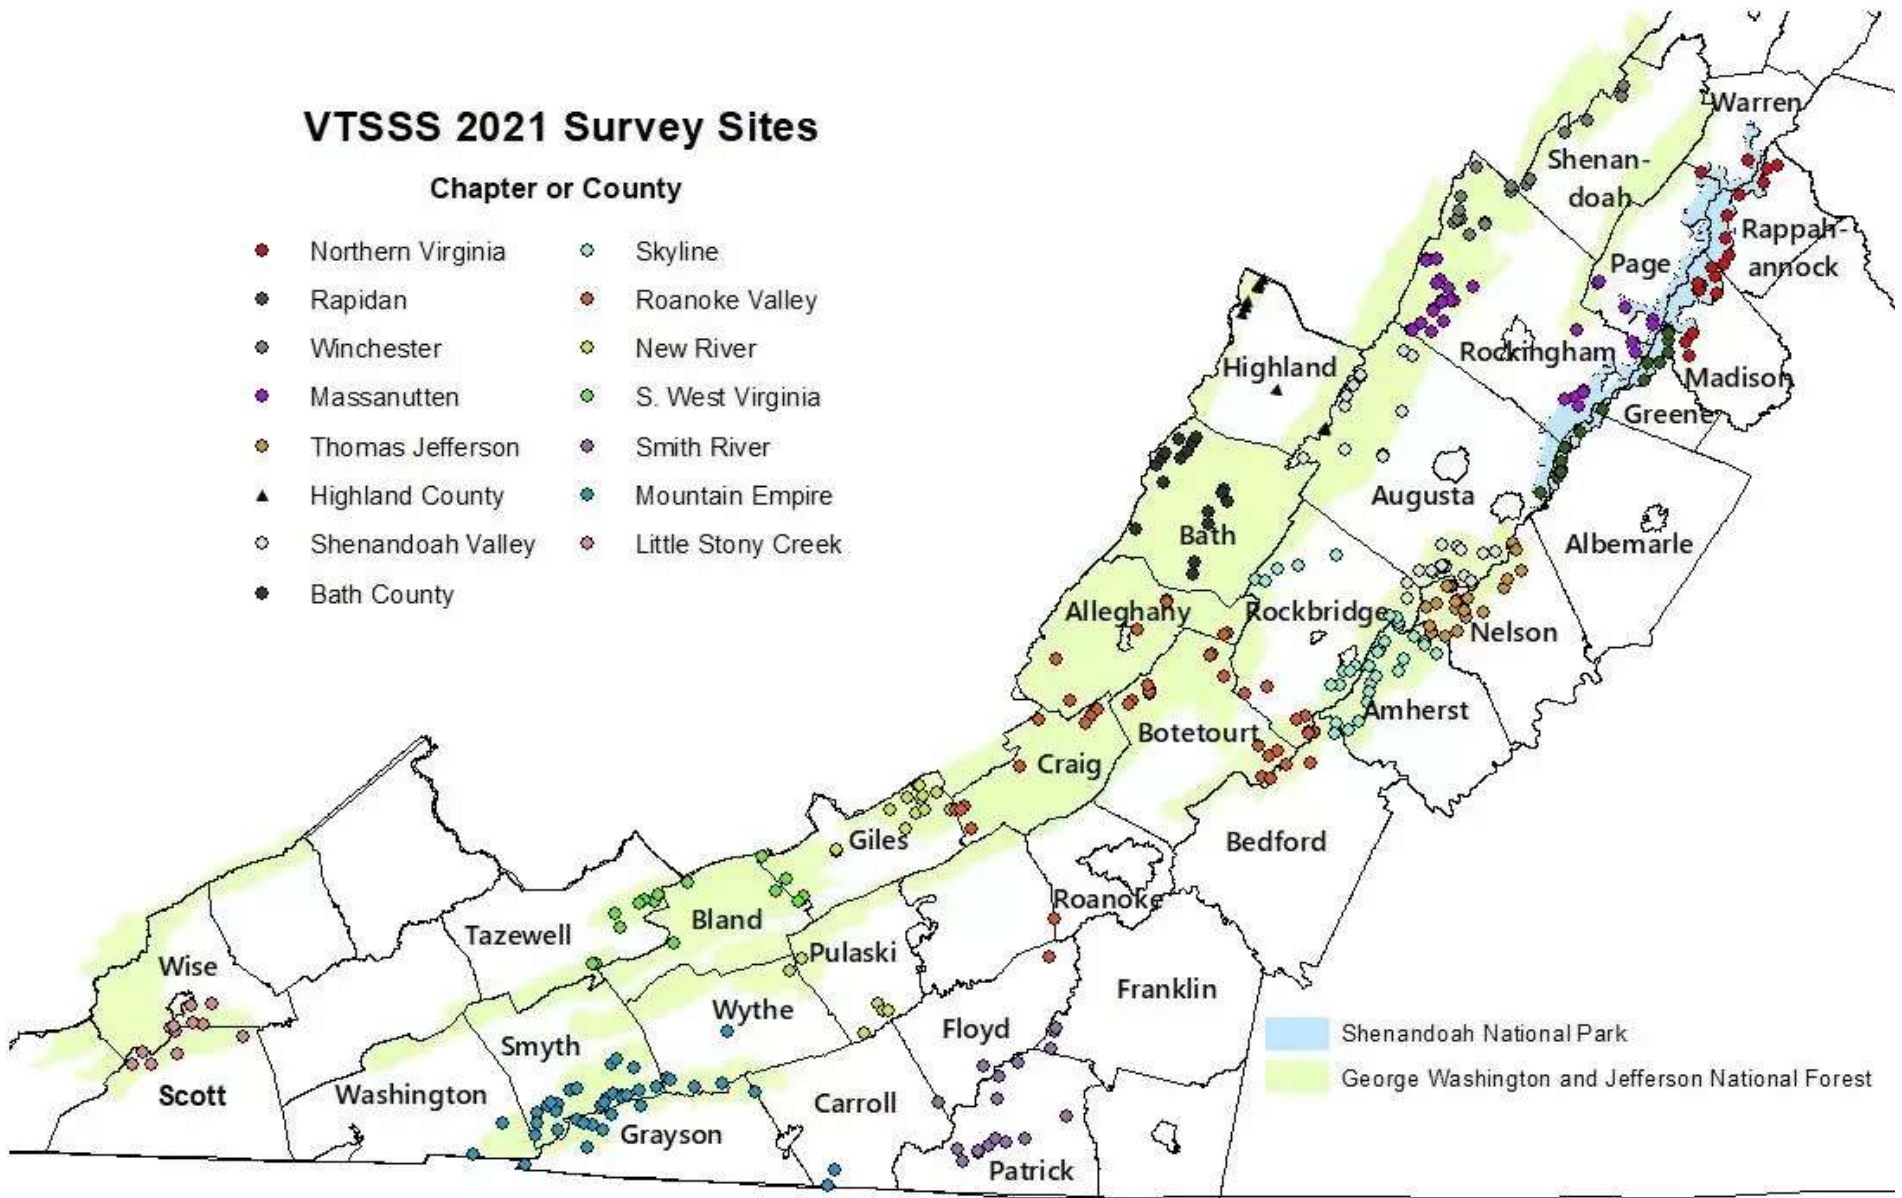 VTSSS 2021 Survey Sites
Chapter or County
Northern Virginia
Rapidan
Winchester
Massanutten
Thomas Jefferson
Highland County
Shenandoah Valley
Bath County
Skyline
Roanoke Valley
New River
S. West Virginia
Smith River
Mountain Empire
Little Stony Creek
Warren
Shenan-
doah
Rappah-
annock
Page
Rockingham
Madison
Greene
Highland
Augusta
Bath
Albemarle
Alleghany
Rockbridge
Nelson
Amherst
Botetourt
Craig
Giles
Bedford
Roanoke
Bland
Tazewell
Pulaski
Wise
Wythe
Franklin
Floyd
Smyth
Scott
Washington
Carroll
Grayson
Patrick
Shenandoah National Park
George Washington and Jefferson National Forest